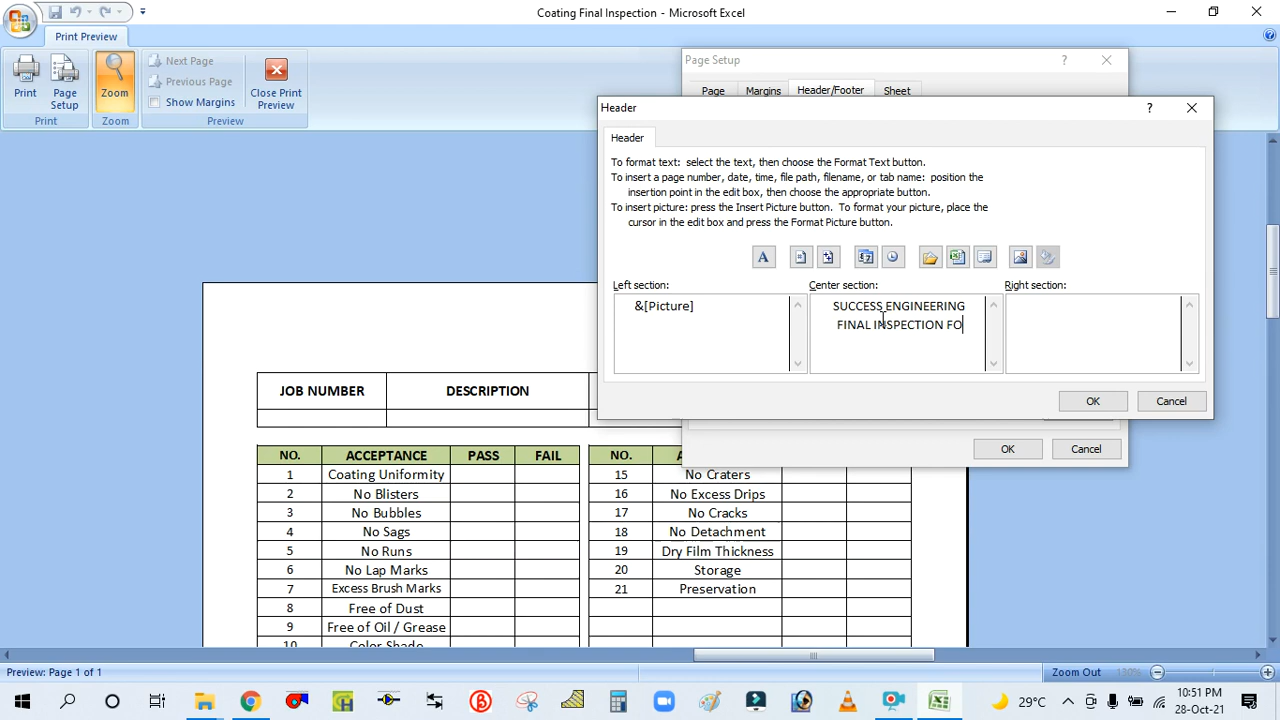 Coating Final Inspection - Microsoft Excel
Print Preview
Print
Page Setup
Zoom
Next Page
Previous Page
Show Margins
Close Print Preview
Print
Zoom
Preview
Page Setup
Page
Margins
Header/Footer
Sheet
Header
Header
To format text: select the text, then choose the Format Text button.
To insert a page number, date, time, file path, filename, or tab name: position the
insertion point in the edit box, then choose the appropriate button.
To insert picture: press the Insert Picture button. To format your picture, place the
cursor in the edit box and press the Format Picture button.
Left section:
Center section:
Right section:
&[Picture]
SUCCESS ENGINEERING
FINAL INSPECTION FO
OK
Cancel
OK
Cancel
JOB NUMBER DESCRIPTION
NO. ACCEPTANCE PASS FAIL NO.
1 Coating Uniformity 15 No Craters
2 No Blisters 16 No Excess Drips
3 No Bubbles 17 No Cracks
4 No Sags 18 No Detachment
5 No Runs 19 Dry Film Thickness
6 No Lap Marks 20 Storage
7 Excess Brush Marks 21 Preservation
8 Free of Dust
9 Free of Oil / Grease
10 Color Shade
Preview: Page 1 of 1
Zoom Out 130%
29°C
10:51 PM
28-Oct-21